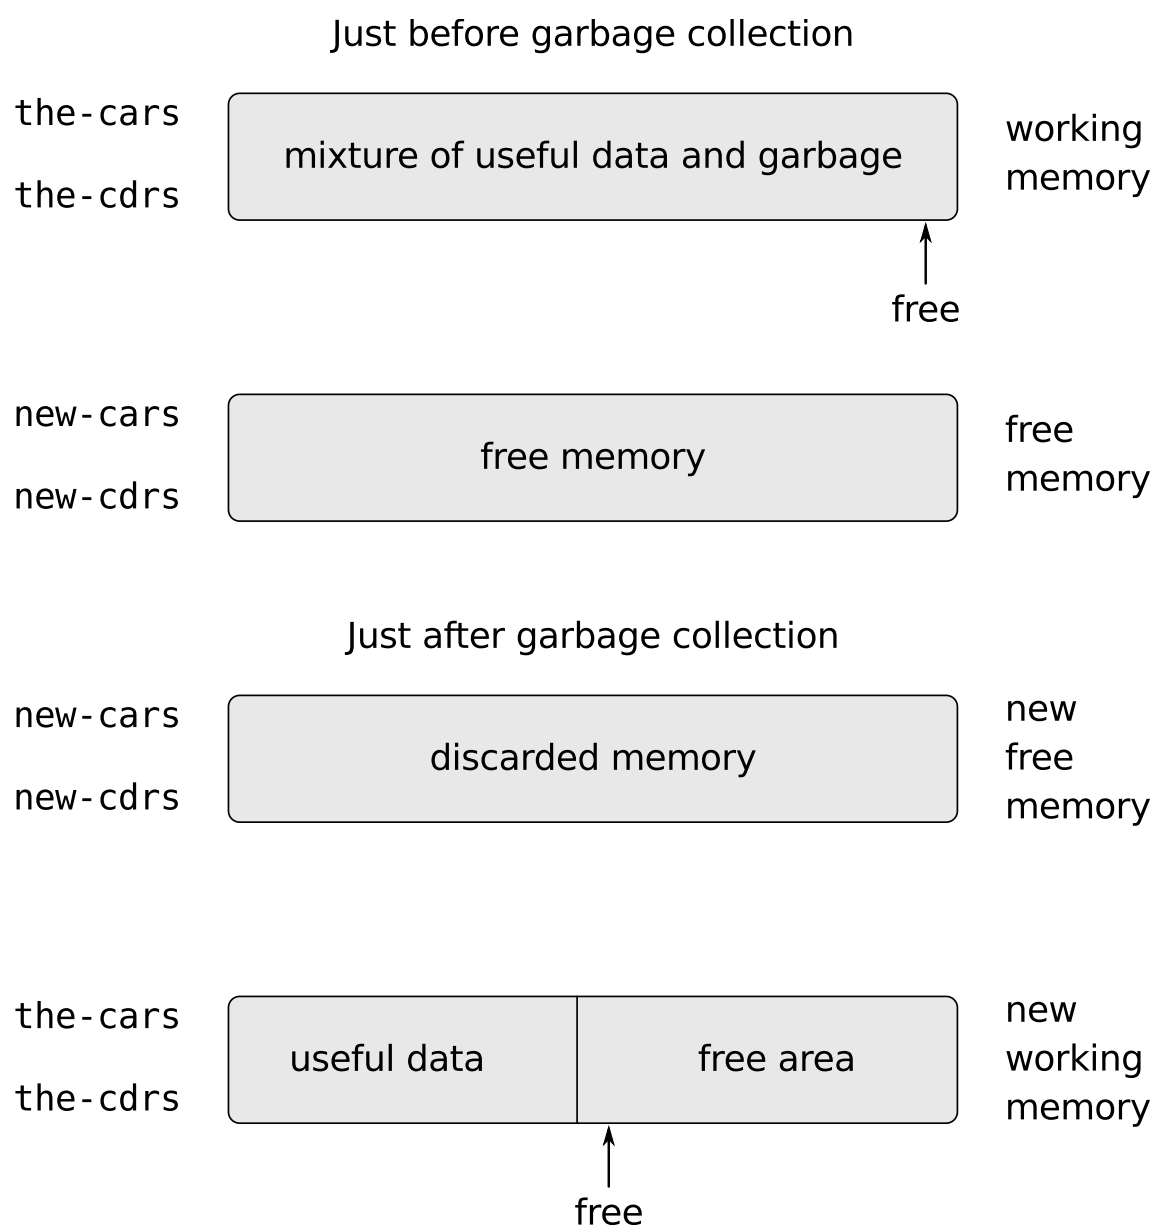 Just before garbage collection
the-cars
the-cdrs
mixture of useful data and garbage
working
memory
free
new-cars
new-cdrs
free memory
free
memory
Just after garbage collection
new-cars
new-cdrs
discarded memory
new
free
memory
the-cars
the-cdrs
useful data
free area
new
working
memory
free